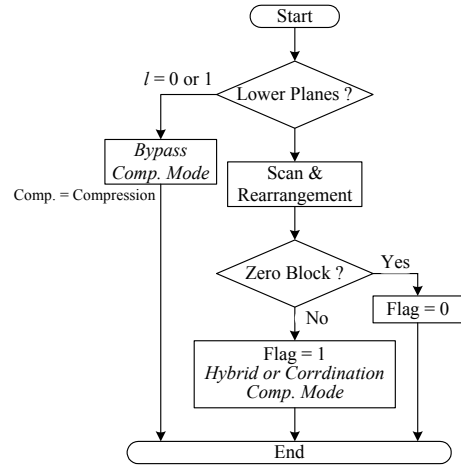 Start
l = 0 or 1
Lower Planes ?
Bypass
Comp. Mode
Comp. = Compression
Scan &
Rearrangement
Zero Block ?
Yes
Flag = 0
No
Flag = 1
Hybrid or Corrdination
Comp. Mode
End